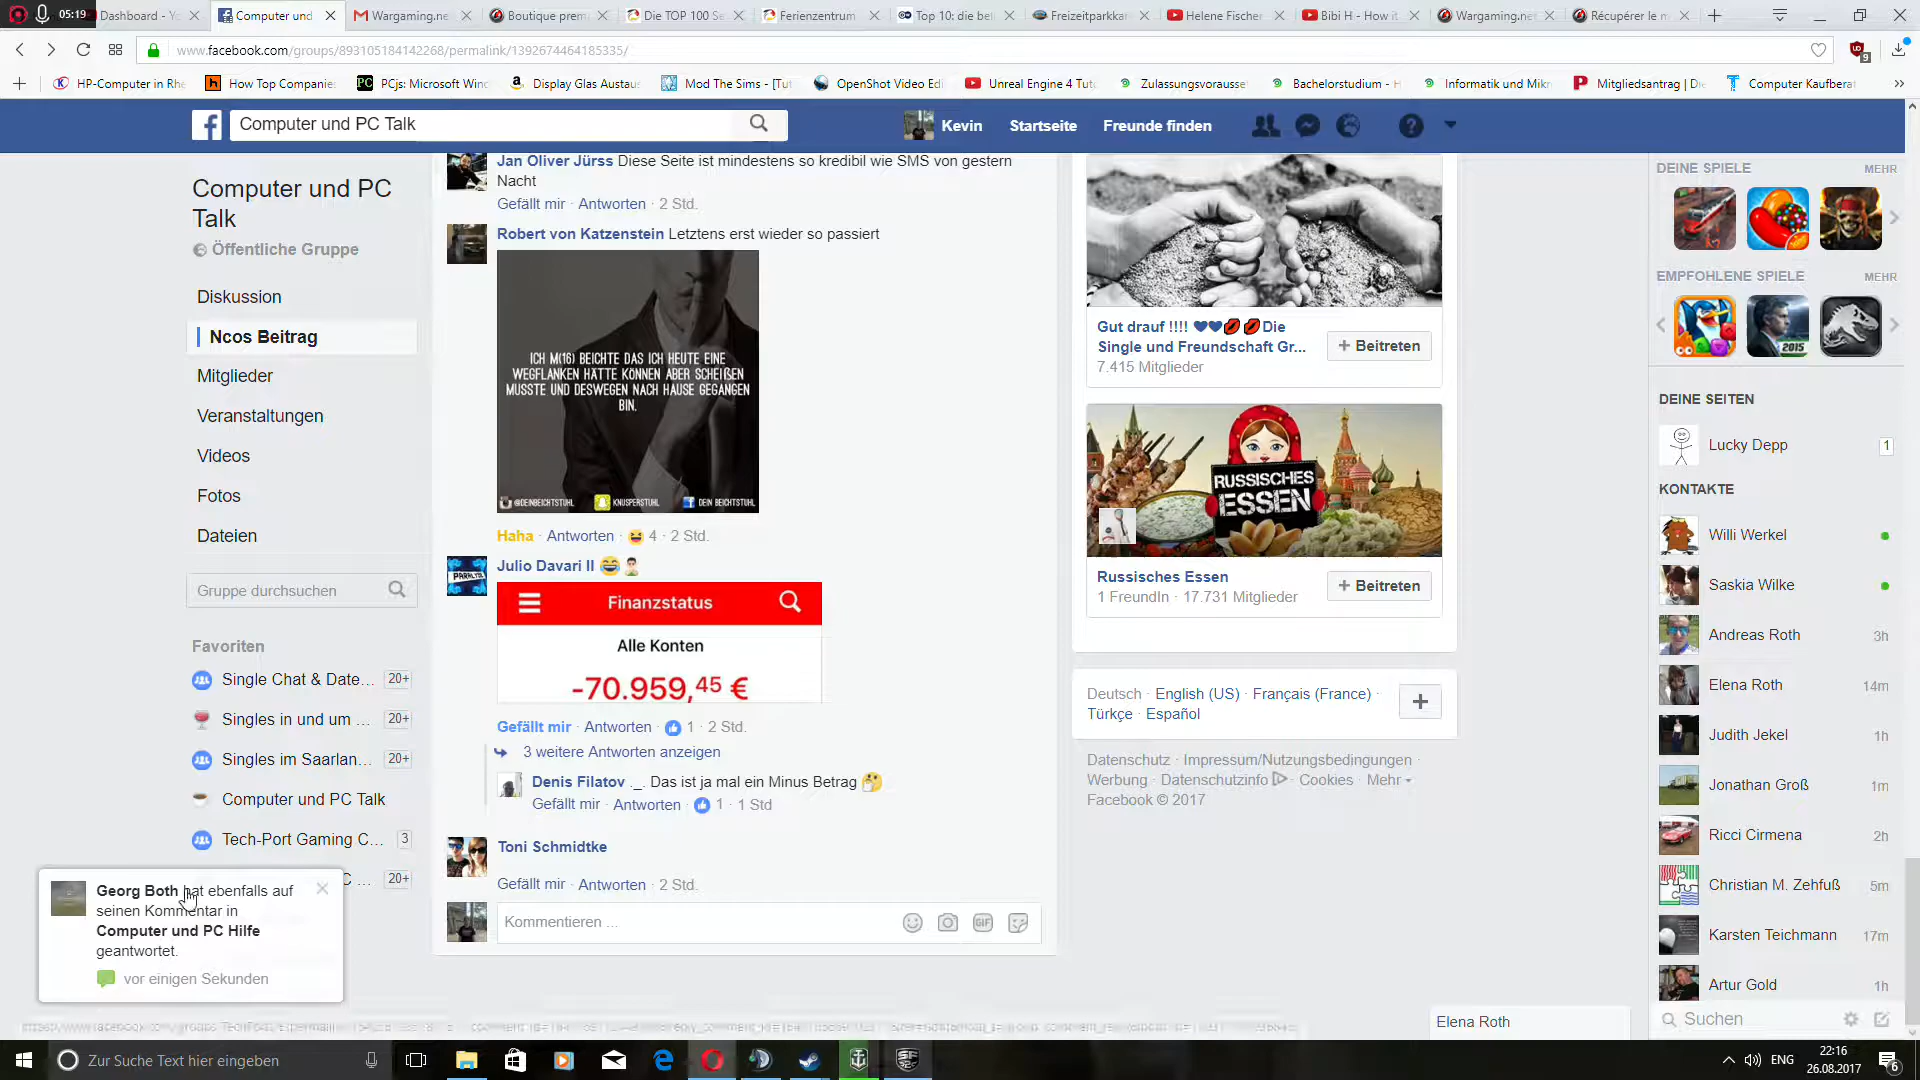 05:19
Dashboard - Yo
Computer und
Wargaming.ne
Boutique prem
Die TOP 100 Se
Ferienzentrum
Top 10: die be
Freizeitparkka
Helene Fischer
Bibi H - How it
Wargaming.net
Récupérer le m
www.facebook.com/groups/893105184142268/permalink/1392674464185335/
9
HP-Computer in Rhe
How Top Companie
PCjs: Microsoft Winc
Display Glas Austau
Mod The Sims - [Tut
OpenShot Video Edi
Unreal Engine 4 Tuto
Zulassungsvorausse
Bachelorstudium - H
Informatik und Mikr
Mitgliedsantrag | Di
Computer Kaufberat
Computer und PC Talk
Kevin
Startseite
Freunde finden
Computer und PC
Talk
Öffentliche Gruppe
Diskussion
Ncos Beitrag
Mitglieder
Veranstaltungen
Videos
Fotos
Dateien
Gruppe durchsuchen
Favoriten
Single Chat & Date... 20+
Singles in und um ... 20+
Singles im Saarlan... 20+
Computer und PC Talk
Tech-Port Gaming C... 3
C ... 20+
Georg Both hat ebenfalls auf
seinen Kommentar in
Computer und PC Hilfe
geantwortet.
vor einigen Sekunden
Jan Oliver Jürss Diese Seite ist mindestens so kredibil wie SMS von gestern
Nacht
Gefällt mir · Antworten · 2 Std.
Robert von Katzenstein Letztens erst wieder so passiert
ICH M(16) BEICHTE DAS ICH HEUTE EINE
WEGFLANKEN HÄTTE KÖNNEN ABER SCHEIßEN
MUSSTE UND DESWEGEN NACH HAUSE GEGANGEN
BIN.
@DEINBEICHTSTUHL
KNUSPERSTUHL
DEIN BEICHTSTUHL
Haha · Antworten · 😆 4 · 2 Std.
Julio Davari II 😂
PARALYZE
Finanzstatus
Alle Konten
-70.959,45 €
Gefällt mir · Antworten · 1 · 2 Std.
3 weitere Antworten anzeigen
Denis Filatov ._. Das ist ja mal ein Minus Betrag 🤔
Gefällt mir · Antworten · 1 · 1 Std
Toni Schmidtke
Gefällt mir · Antworten · 2 Std.
Kommentieren ...
GIF
Gut drauf !!!! ♥♥💋 💋Die
Single und Freundschaft Gr...
7.415 Mitglieder
+ Beitreten
RUSSISCHES
ESSEN
Russisches Essen
1 FreundIn · 17.731 Mitglieder
+ Beitreten
Deutsch · English (US) · Français (France) ·
Türkçe · Español
Datenschutz · Impressum/Nutzungsbedingungen ·
Werbung · Datenschutzinfo · Cookies · Mehr
Facebook © 2017
DEINE SPIELE MEHR
EMPFOHLENE SPIELE MEHR
2015
DEINE SEITEN
Lucky Depp 1
KONTAKTE
Willi Werkel
Saskia Wilke
Andreas Roth 3h
Elena Roth 14m
Judith Jekel 1h
Jonathan Groß 1m
Ricci Cirmena 2h
Christian M. Zehfuß 5m
Karsten Teichmann 17m
Artur Gold 1h
Suchen
Elena Roth
Zur Suche Text hier eingeben
ENG
22:16
26.08.2017
6